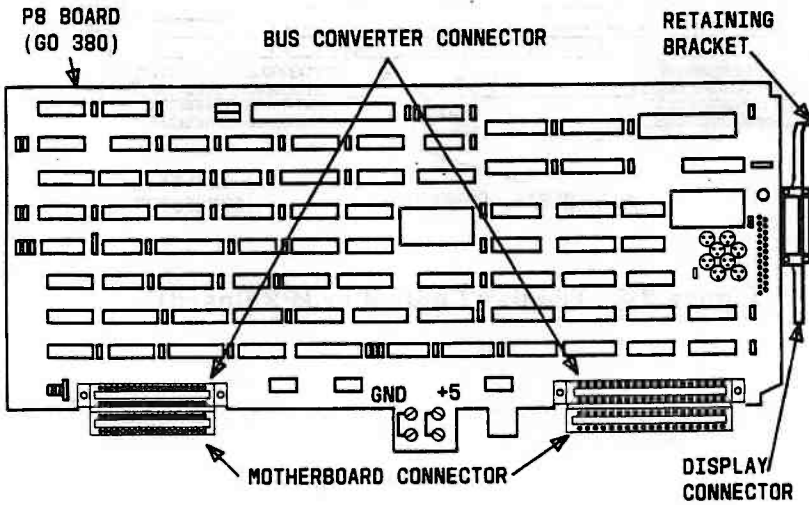 P8 BOARD
(GO 380)
BUS CONVERTER CONNECTOR
RETAINING
BRACKET
GND +5
MOTHERBOARD CONNECTOR
DISPLAY
CONNECTOR